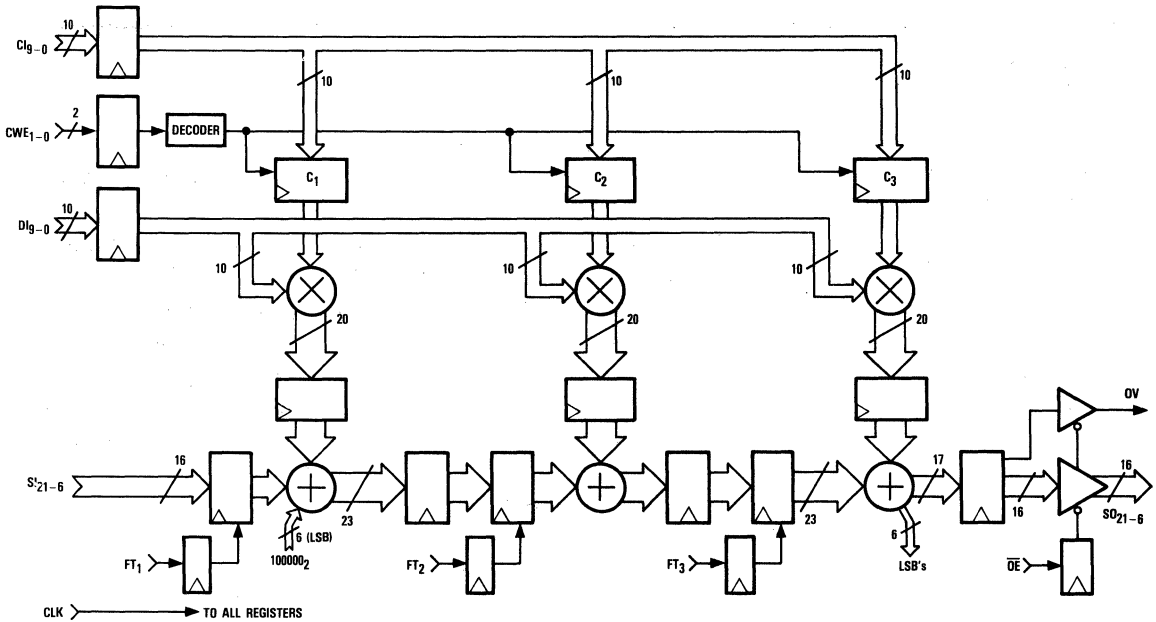 10
CI9–0
10
10
10
2
CWE1–0
DECODER
C1
C2
C3
10
DI9–0
10
10
10
20
20
20
OV
16
17
16
SI21–6
23
23
16
SO21–6
6 (LSB)
6
1000002
LSB's
FT1
FT2
FT3
OE
CLK
TO ALL REGISTERS